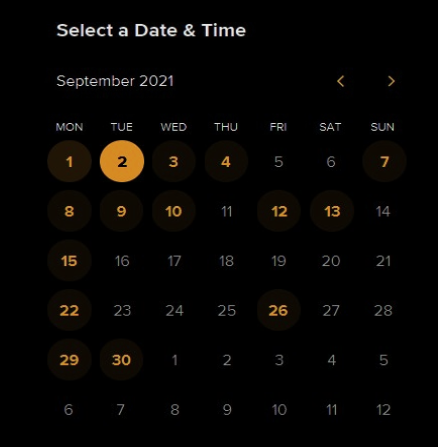 Select a Date & Time
September 2021 < >
MON TUE WED THU FRI SAT SUN
1 2 3 4 5 6 7
8 9 10 11 12 13 14
15 16 17 18 19 20 21
22 23 24 25 26 27 28
29 30 1 2 3 4 5
6 7 8 9 10 11 12